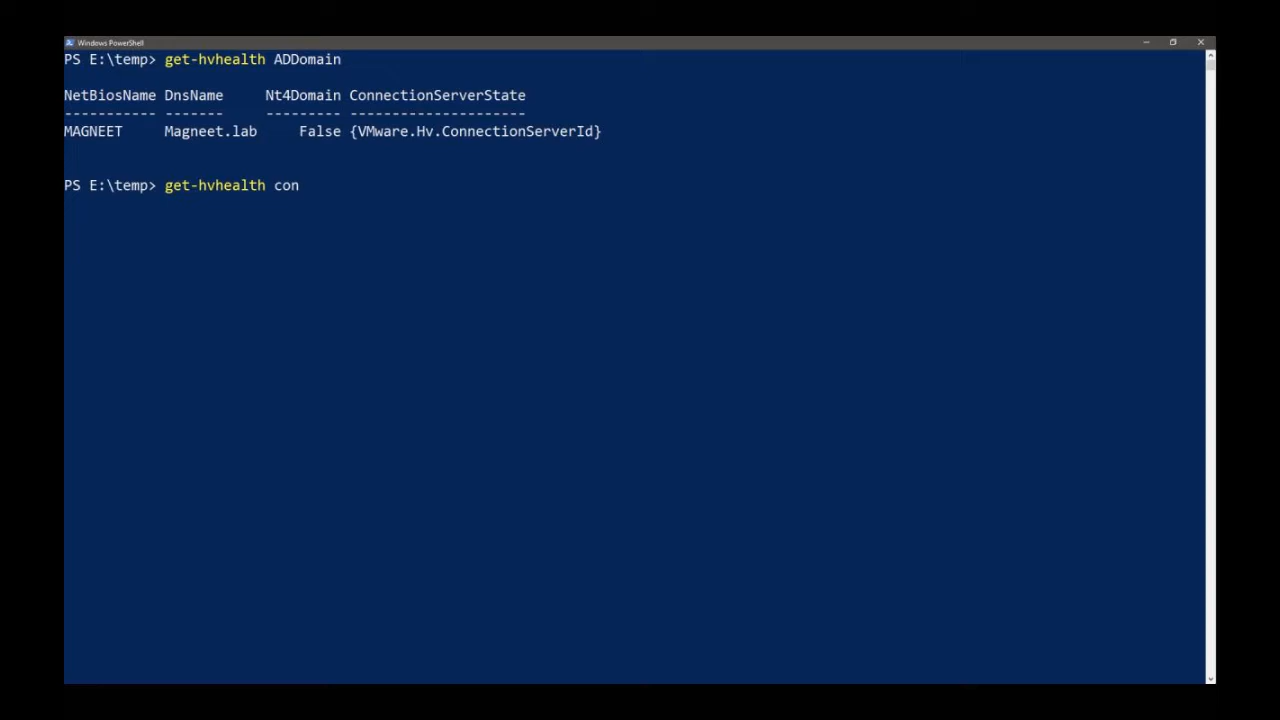 Windows PowerShell
PS E:\temp> get-hvhealth ADDomain
NetBiosName DnsName Nt4Domain ConnectionServerState
----------- ------- --------- ---------------------
MAGNEET Magneet.lab False {VMware.Hv.ConnectionServerId}
PS E:\temp> get-hvhealth con